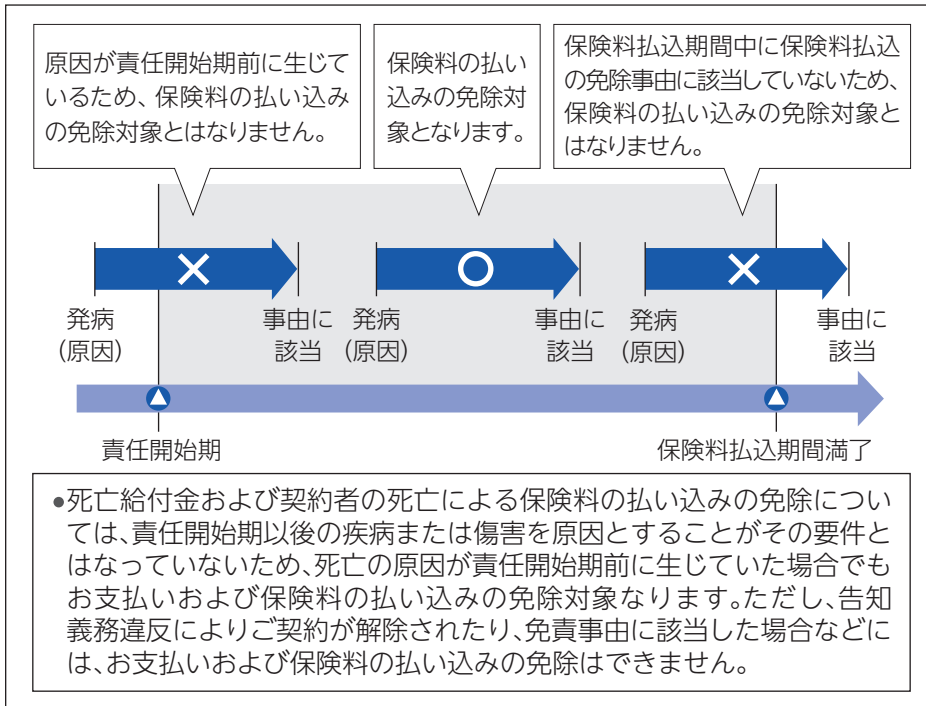 原因が責任開始期前に生じて
いるため、保険料の払い込み
の免除対象とはなりません。
保険料の払い
込みの免除対
象となります。
保険料払込期間中に保険料払込
の免除事由に該当していないため、
保険料の払い込みの免除対象と
はなりません。
発病
(原因)
事由に
該当
発病
(原因)
事由に
該当
発病
(原因)
事由に
該当
責任開始期
保険料払込期間満了
●死亡給付金および契約者の死亡による保険料の払い込みの免除につい
ては、責任開始期以後の疾病または傷害を原因とすることがその要件と
はなっていないため、死亡の原因が責任開始期前に生じていた場合でも
お支払いおよび保険料の払い込みの免除対象なります。ただし、告知
義務違反によりご契約が解除されたり、免責事由に該当した場合などに
は、お支払いおよび保険料の払い込みの免除はできません。